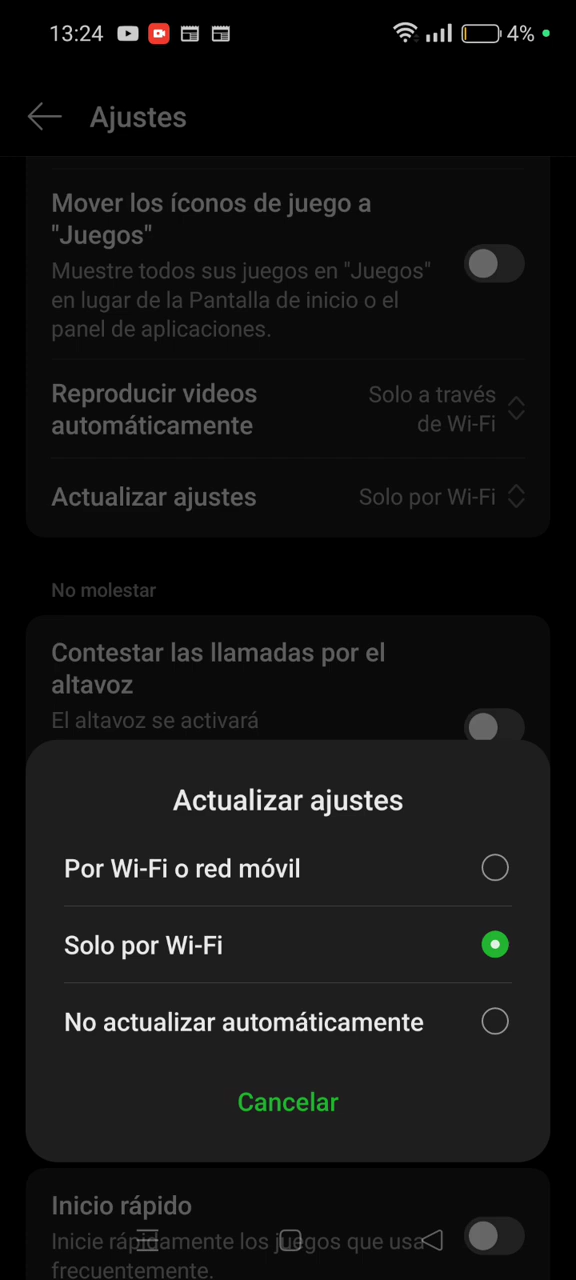 13:24
4%
Ajustes
Mover los íconos de juego a
"Juegos"
Muestre todos sus juegos en "Juegos"
en lugar de la Pantalla de inicio o el
panel de aplicaciones.
Reproducir videos
automáticamente
Solo a través
de Wi-Fi
Actualizar ajustes
Solo por Wi-Fi
No molestar
Contestar las llamadas por el
altavoz
El altavoz se activará
Actualizar ajustes
Por Wi-Fi o red móvil
Solo por Wi-Fi
No actualizar automáticamente
Cancelar
Inicio rápido
Inicie rápidamente los juegos que usa
frecuentemente.